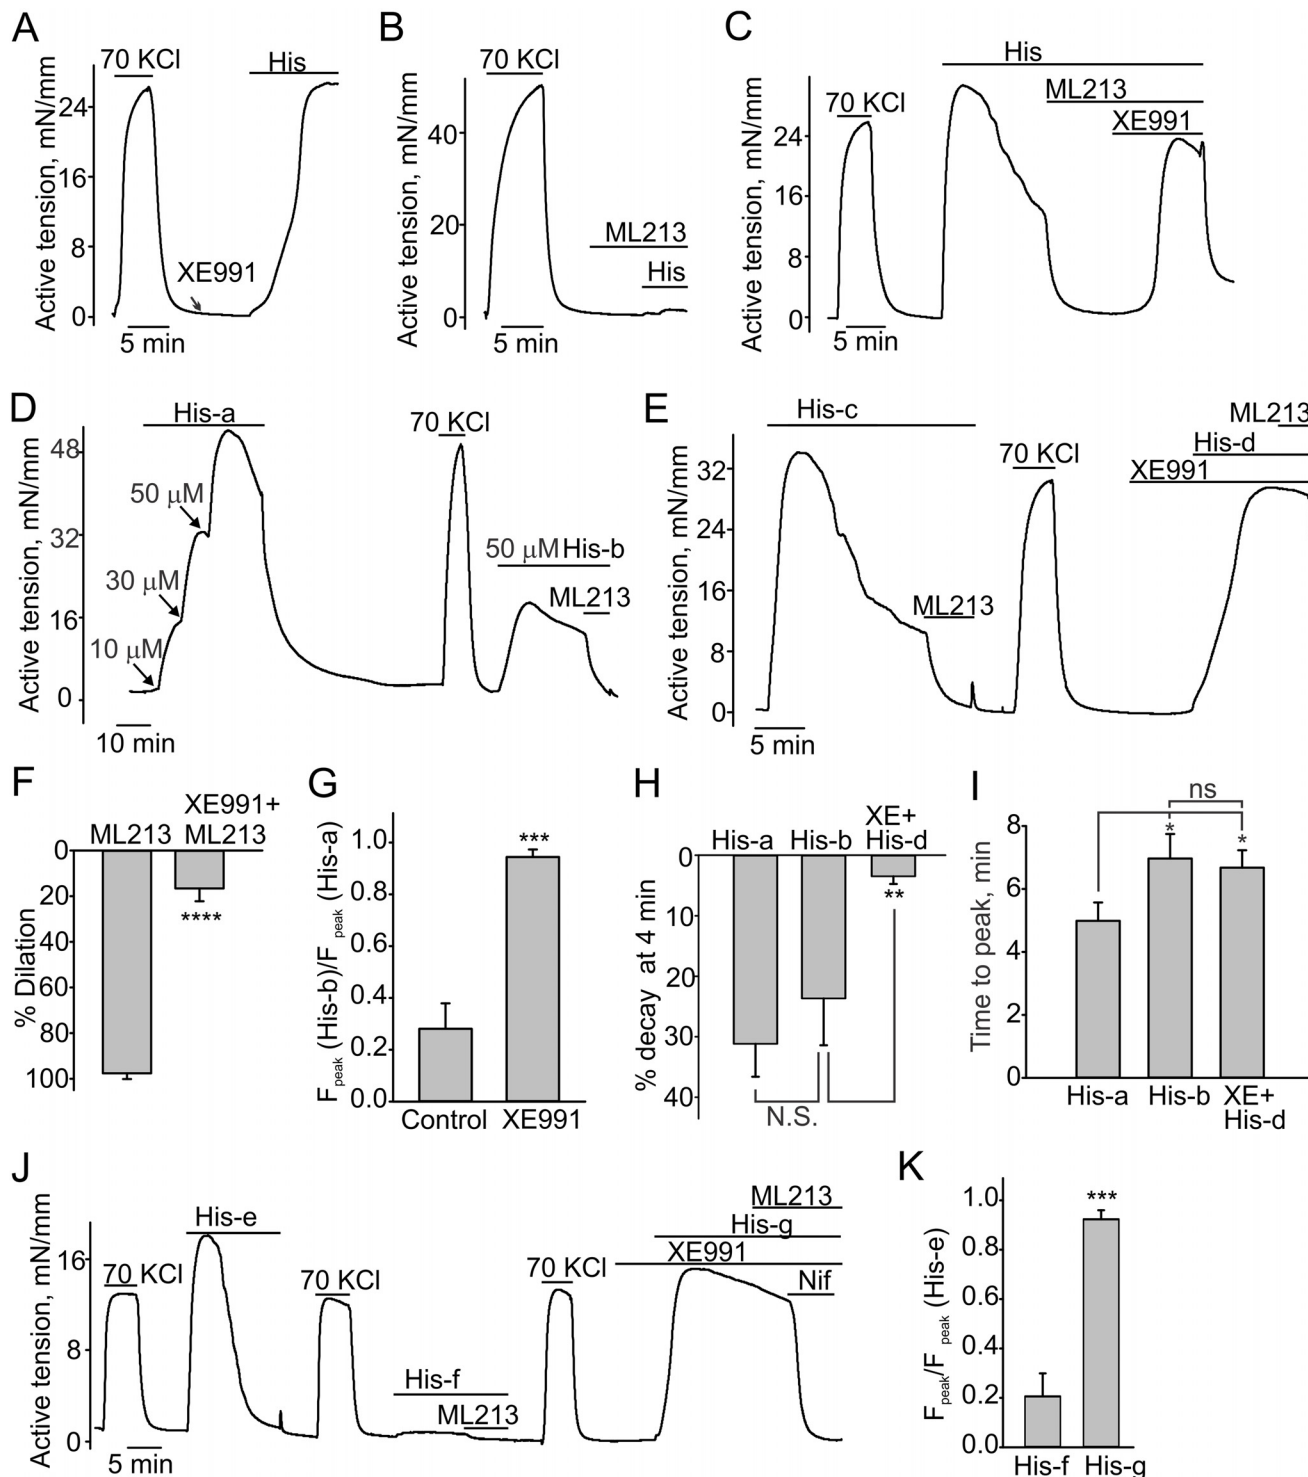 A
70 KCl
His
Active tension, mN/mm
24
16
8
0
XE991
5 min
B
70 KCl
Active tension, mN/mm
40
20
0
ML213
His
5 min
C
His
ML213
70 KCl
XE991
Active tension, mN/mm
24
16
8
0
5 min
D
His-a
70 KCl
Active tension, mN/mm
48
32
16
0
50 μM
30 μM
10 μM
50 μM His-b
ML213
10 min
E
His-c
ML213
His-d
70 KCl
XE991
Active tension, mN/mm
32
24
16
8
0
ML213
5 min
F
XE991+
ML213 ML213
% Dilation
0
20
40
60
80
100
****
G
Fpeak (His-b)/Fpeak (His-a)
1.0
0.8
0.6
0.4
0.2
0.0
***
Control XE991
H
XE+
His-a His-b His-d
% decay at 4 min
0
10
20
30
40
**
N.S.
I
ns
Time to peak, min
8
6
4
2
0
*
*
His-a His-b XE+
His-d
J
ML213
His-e
His-g
70 KCl
70 KCl
70 KCl
XE991
Nif
Active tension, mN/mm
16
8
0
His-f
ML213
5 min
K
Fpeak/Fpeak (His-e)
1.0
0.8
0.6
0.4
0.2
0.0
***
His-f His-g